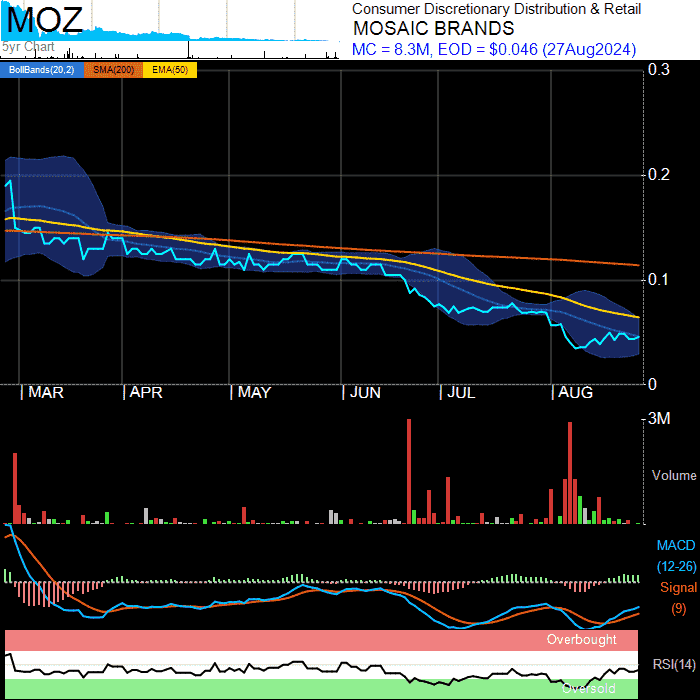 MOZ
5yr Chart
Consumer Discretionary Distribution & Retail
MOSAIC BRANDS
MC = 8.3M, EOD = $0.046 (27Aug2024)
BollBands(20,2) SMA(200) EMA(50)
0.3
0.2
0.1
0
MAR APR MAY JUN JUL AUG
3M
Volume
MACD
(12-26)
Signal
(9)
Overbought
RSI(14)
Oversold